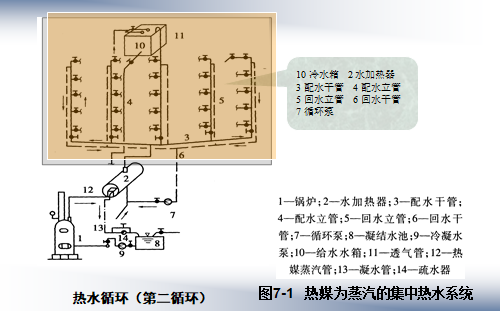 11
10
4
5
3
6
2
12
7
13
14
1
9
8
10 冷水箱 2 水加热器
3 配水干管 4 配水立管
5 回水立管 6 回水干管
7 循环泵
1—锅炉;2—水加热器;3—配水干管;
4—配水立管;5—回水立管;6—回水干
管;7—循环泵;8—凝结水池;9—冷凝水
泵;10—给水水箱;11—透气管;12—热
媒蒸汽管;13—凝水管;14—疏水器
热水循环（第二循环）
图7-1 热媒为蒸汽的集中热水系统